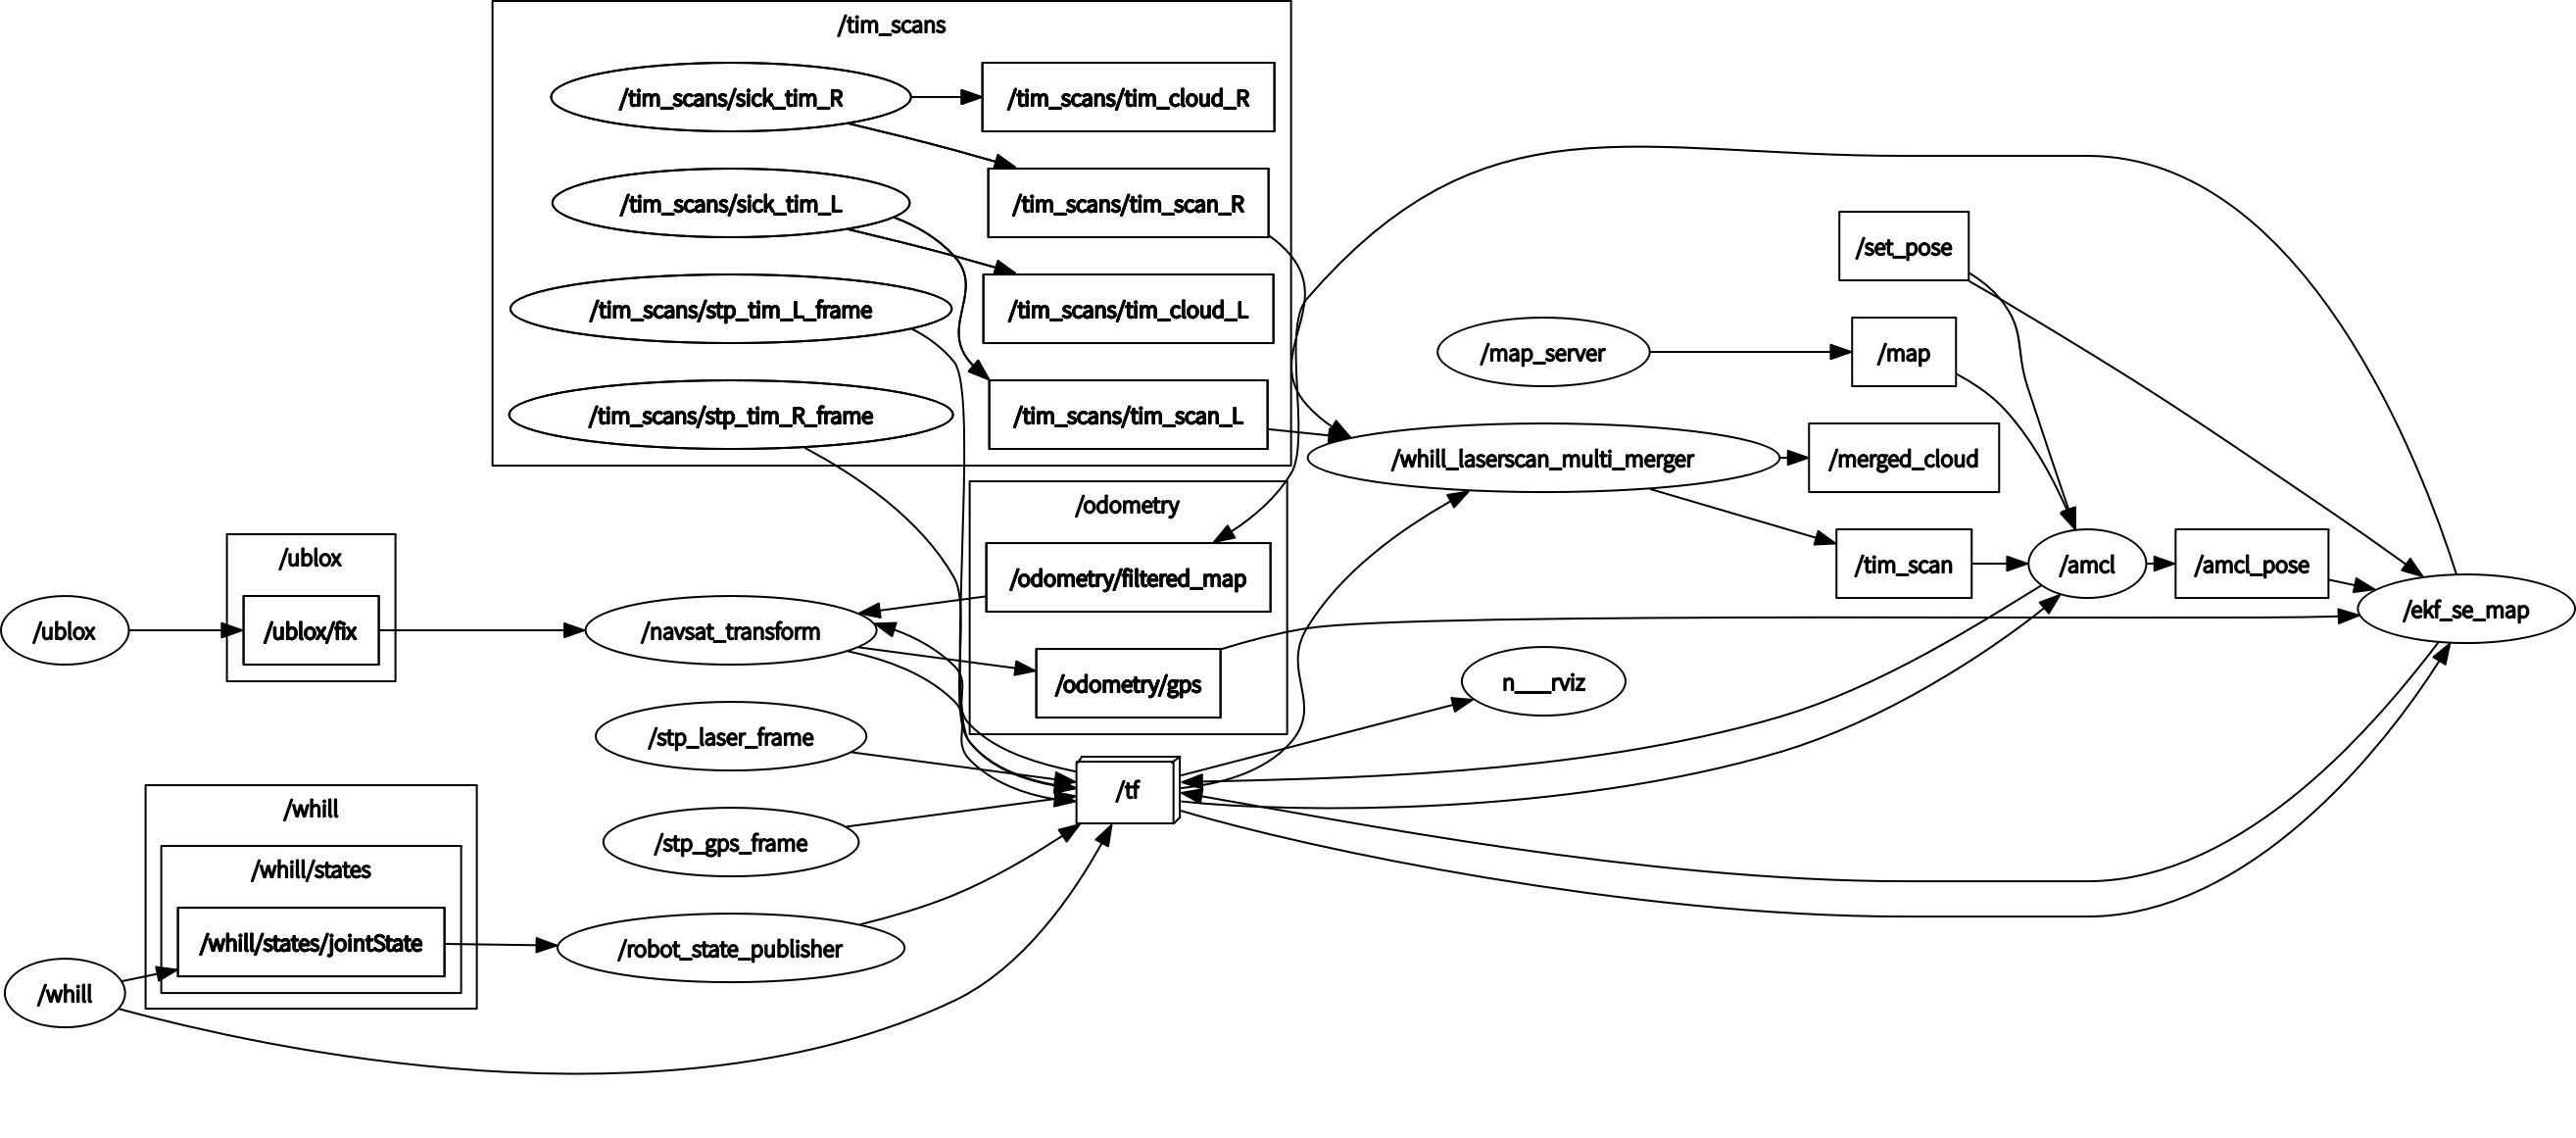 /tim_scans
/tim_scans/sick_tim_R
/tim_scans/tim_cloud_R
/tim_scans/sick_tim_L
/tim_scans/tim_scan_R
/tim_scans/stp_tim_L_frame
/tim_scans/tim_cloud_L
/tim_scans/stp_tim_R_frame
/tim_scans/tim_scan_L
/set_pose
/map_server
/map
/whill_laserscan_multi_merger
/merged_cloud
/odometry
/odometry/filtered_map
/tim_scan
/amcl
/amcl_pose
/ekf_se_map
/ublox
/ublox
/ublox/fix
/navsat_transform
/odometry/gps
n___rviz
/stp_laser_frame
/tf
/stp_gps_frame
/whill
/whill/states
/whill/states/jointState
/robot_state_publisher
/whill